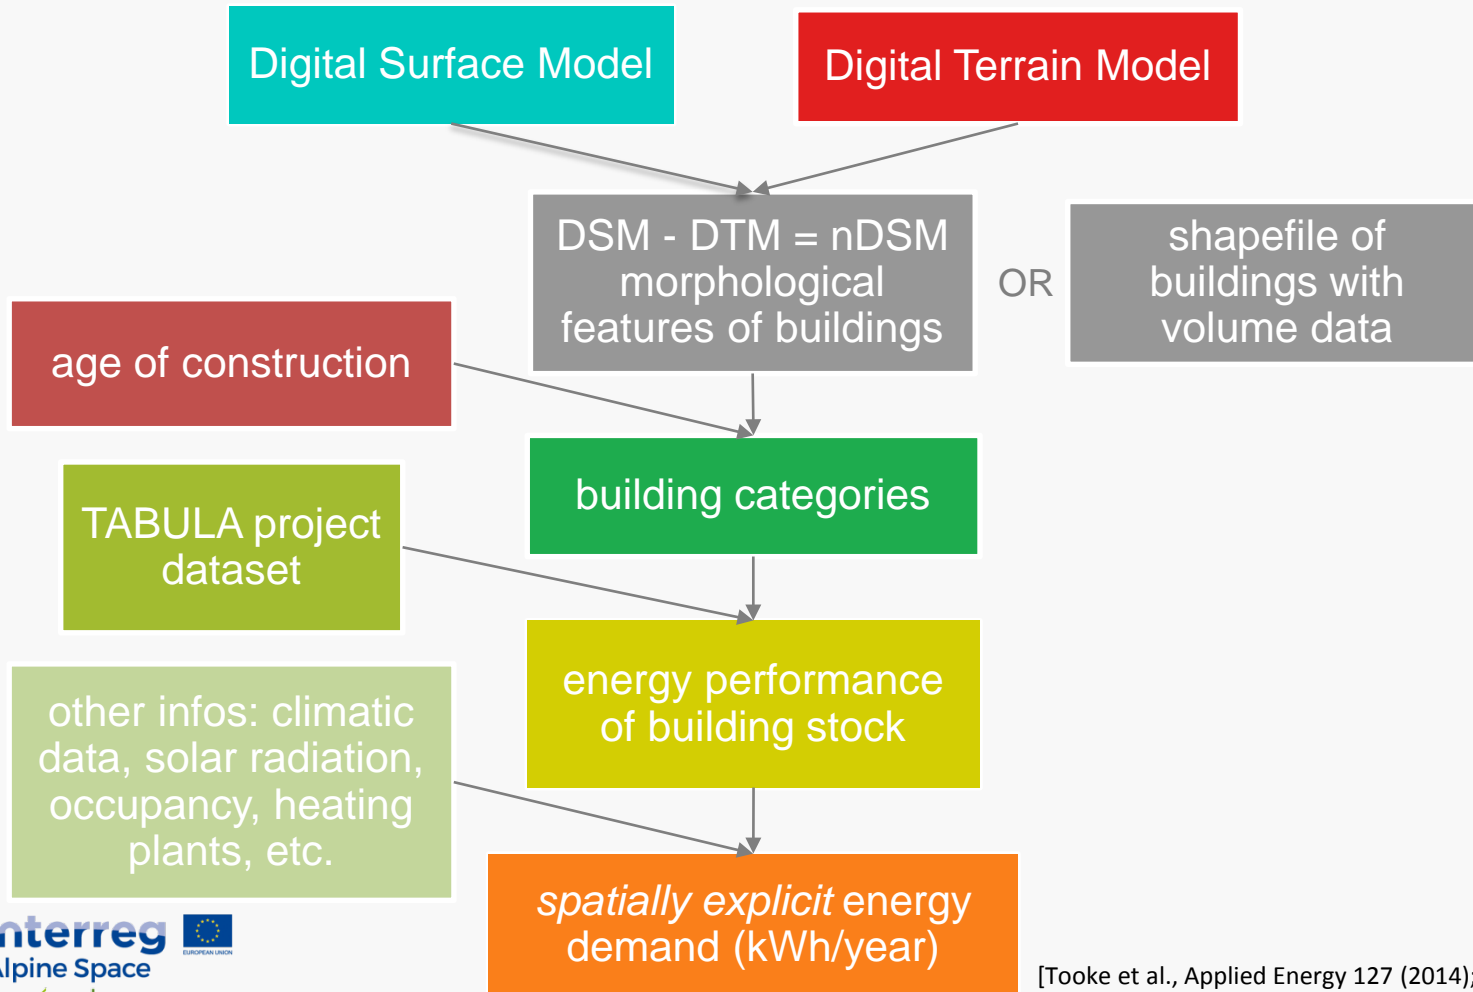 Digital Surface Model
Digital Terrain Model
DSM - DTM = nDSM
morphological
features of buildings
OR
shapefile of
buildings with
volume data
age of construction
building categories
TABULA project
dataset
energy performance
of building stock
other infos: climatic
data, solar radiation,
occupancy, heating
plants, etc.
spatially explicit energy
demand (kWh/year)
nterreg
EUROPEAN UNION
Alpine Space
[Tooke et al., Applied Energy 127 (2014);